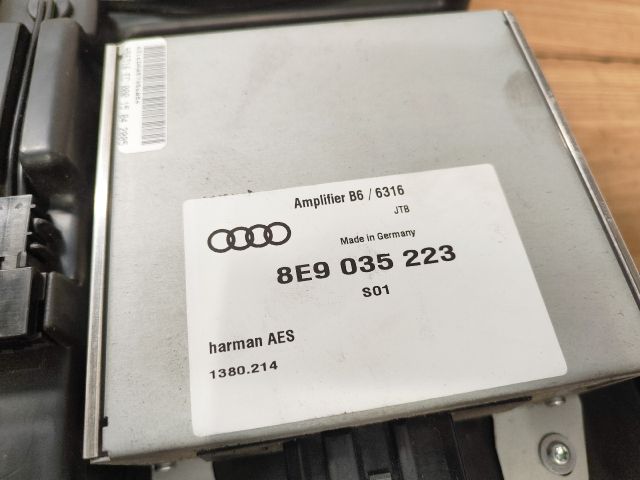 Amplifier B6 / 6316
JTB
Made in Germany
8E9 035 223
S01
harman AES
1380.214